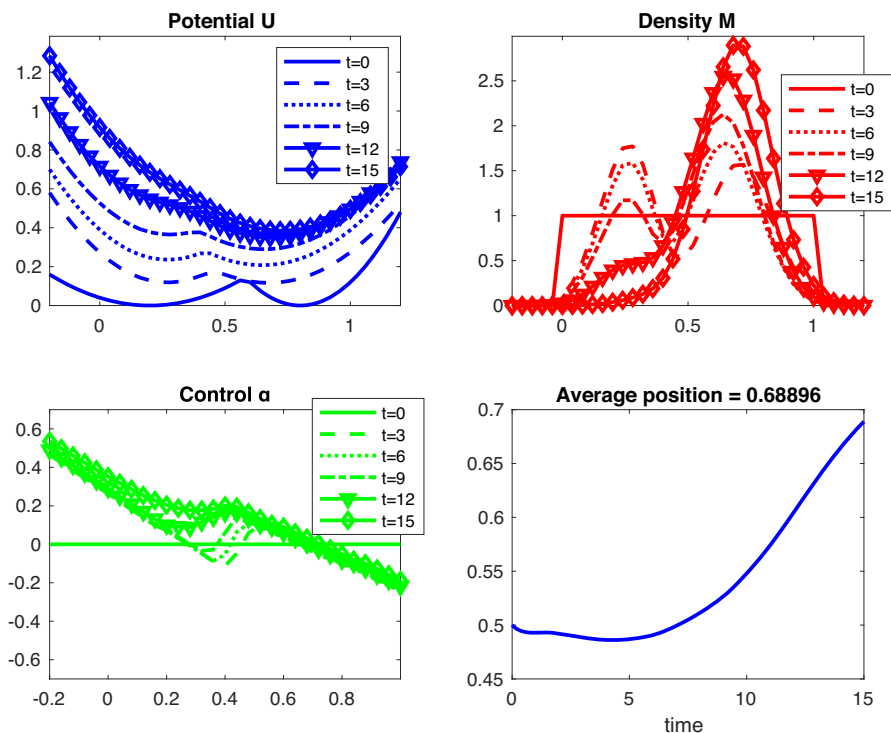 Potential U
1.2
1
0.8
0.6
0.4
0.2
0
0
0.5
1
t=0
t=3
t=6
t=9
t=12
t=15
Density M
2.5
2
1.5
1
0.5
0
0
0.5
1
t=0
t=3
t=6
t=9
t=12
t=15
Control α
0.6
0.4
0.2
0
-0.2
-0.4
-0.6
-0.2
0
0.2
0.4
0.6
0.8
t=0
t=3
t=6
t=9
t=12
t=15
Average position = 0.68896
0.7
0.65
0.6
0.55
0.5
0.45
0
5
10
15
time